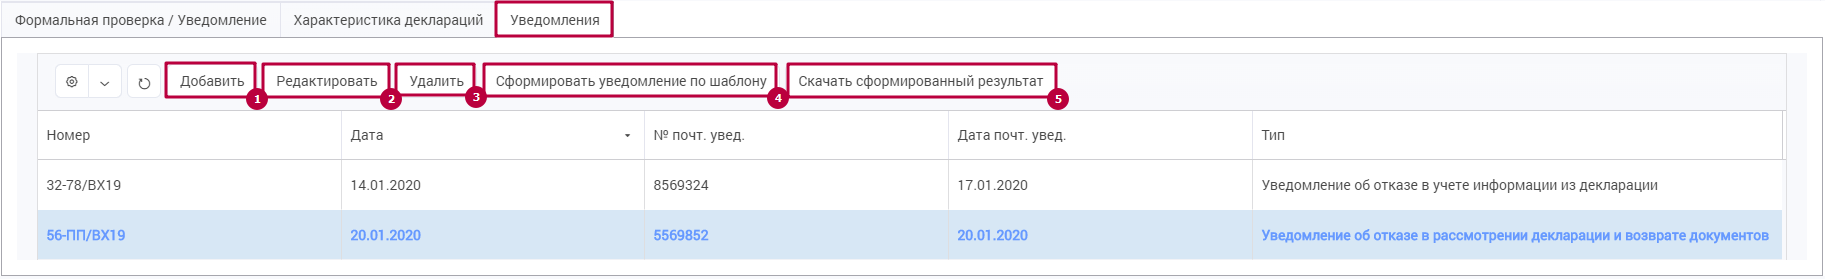 Формальная проверка / Уведомление Характеристика деклараций Уведомления
Добавить Редактировать Удалить Сформировать уведомление по шаблону Скачать сформированный результат
1 2 3 4 5
Номер Дата № почт. увед. Дата почт. увед. Тип
32-78/ВХ19 14.01.2020 8569324 17.01.2020 Уведомление об отказе в учете информации из декларации
56-ПП/ВХ19 20.01.2020 5569852 20.01.2020 Уведомление об отказе в рассмотрении декларации и возврате документов